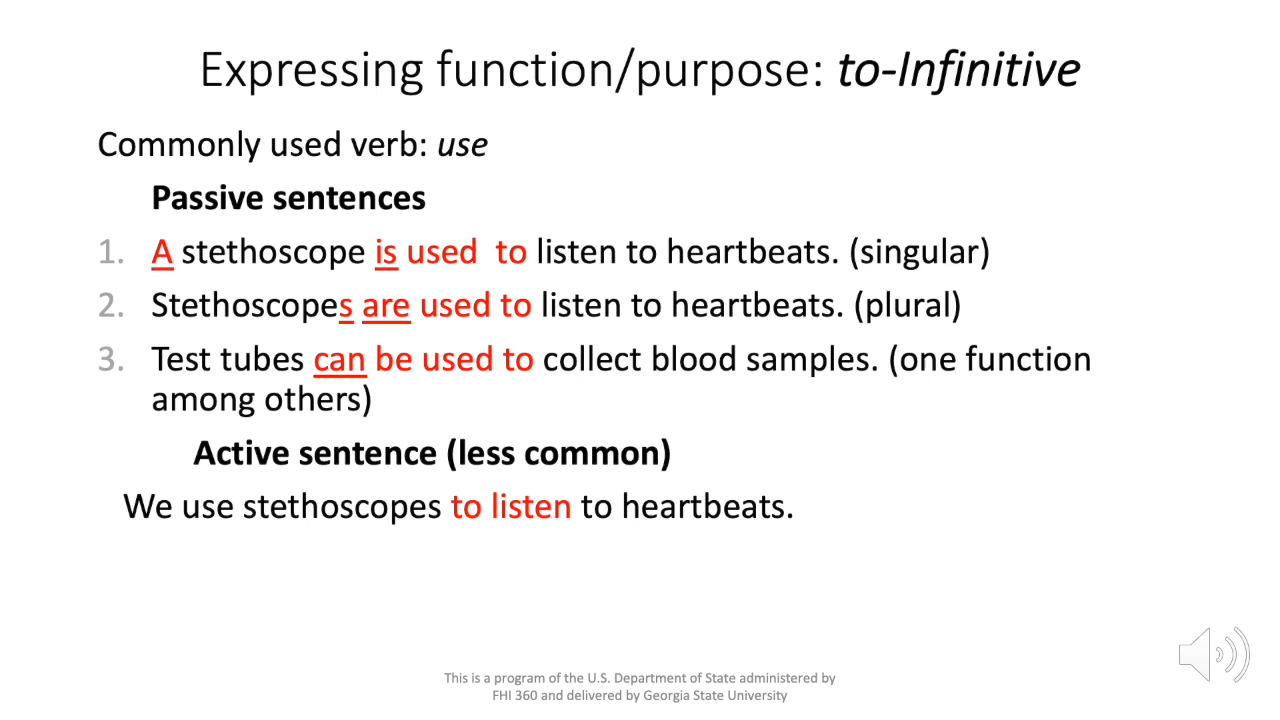 Expressing function/purpose: to-Infinitive
Commonly used verb: use
Passive sentences
1. A stethoscope is used  to listen to heartbeats. (singular)
2. Stethoscopes are used to listen to heartbeats. (plural)
3. Test tubes can be used to collect blood samples. (one function
among others)
Active sentence (less common)
We use stethoscopes to listen to heartbeats.
This is a program of the U.S. Department of State administered by
FHI 360 and delivered by Georgia State University